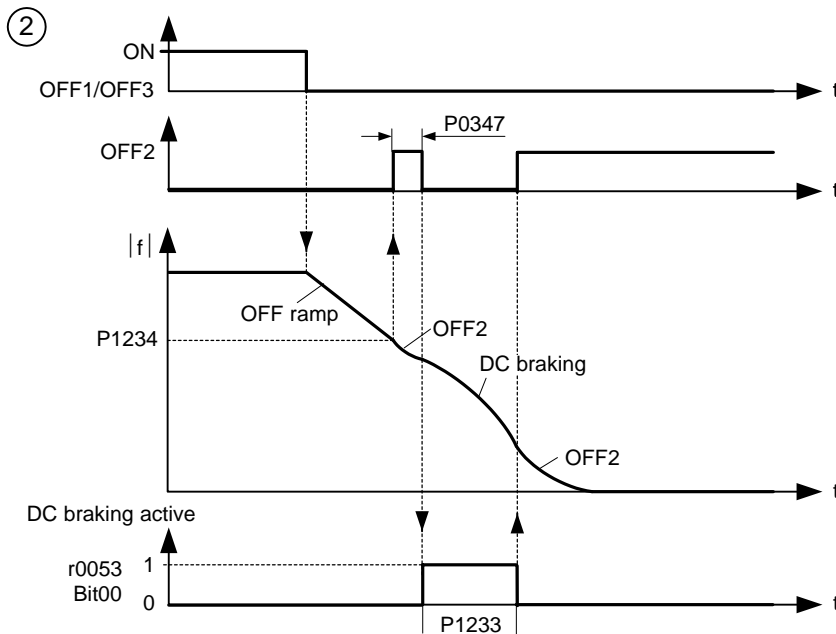 2
ON
OFF1/OFF3
t
P0347
OFF2
t
|f|
OFF ramp
P1234
OFF2
DC braking
OFF2
t
DC braking active
r0053
Bit00
1
0
t
P1233